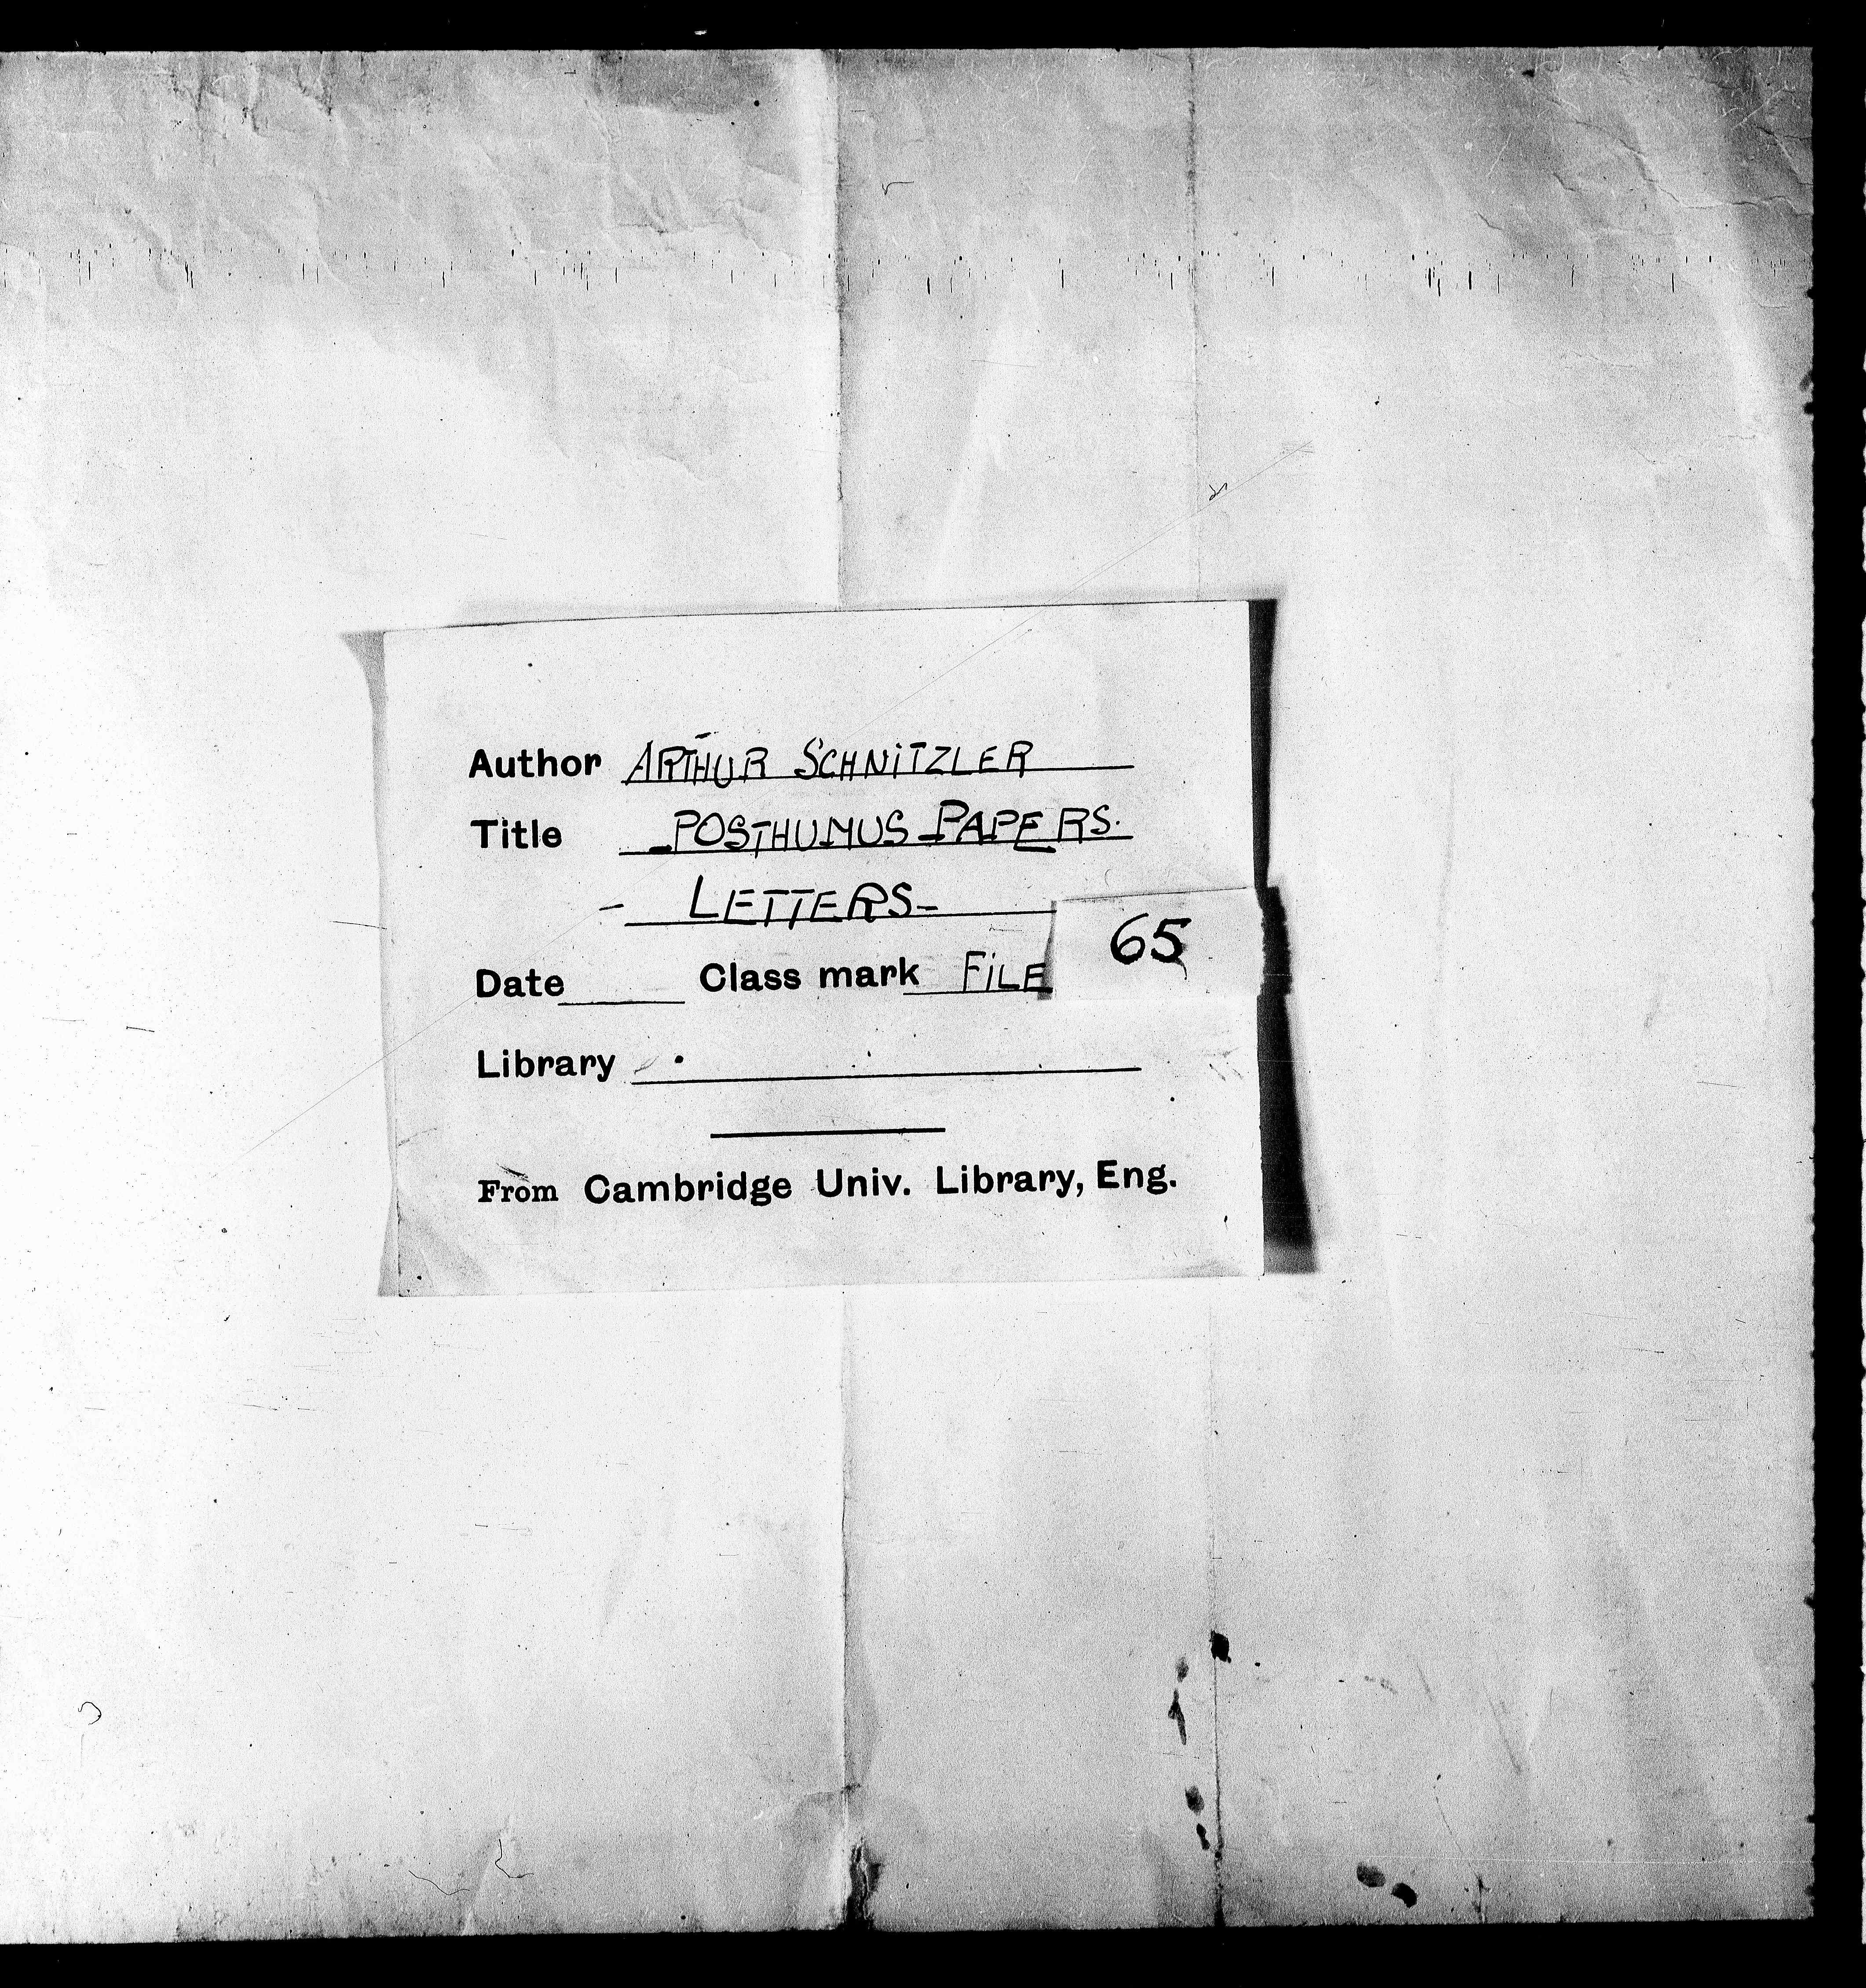 Author ARTHUR SCHNITZLER
Title POSTHUMUS PAPERS.
- LETTERS -
Date Class mark FILE 65
Library
From Cambridge Univ. Library, Eng.